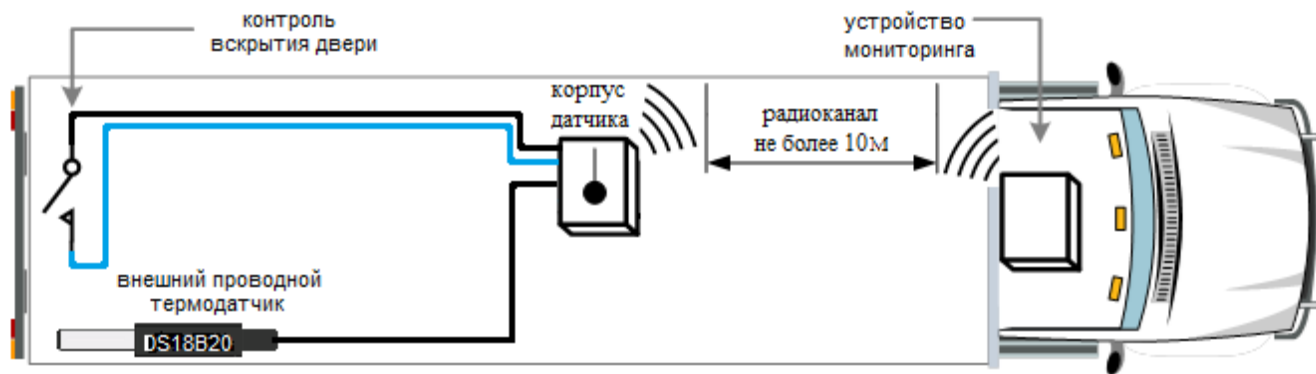 контроль
вскрытия двери
устройство
мониторинга
корпус
датчика
радиоканал
не более 10м
внешний проводной
термодатчик
DS18B20